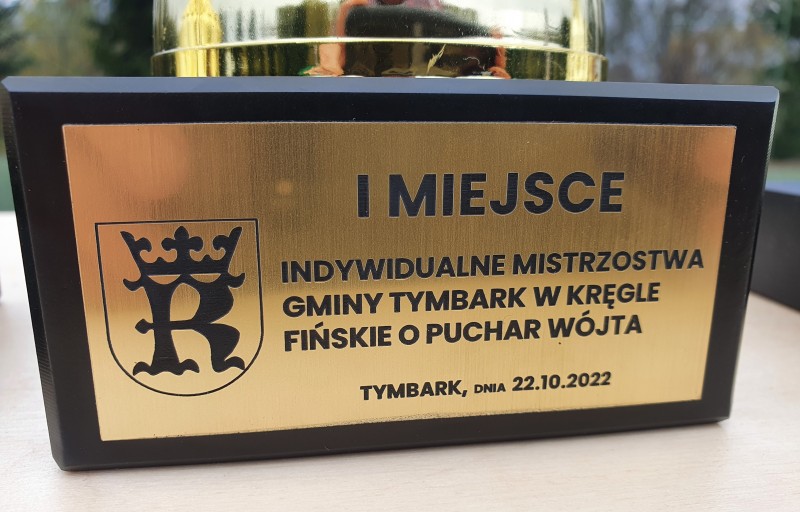 I MIEJSCE
INDYWIDUALNE MISTRZOSTWA
GMINY TYMBARK W KRĘGLE
FIŃSKIE O PUCHAR WÓJTA
TYMBARK, DNIA 22.10.2022
R